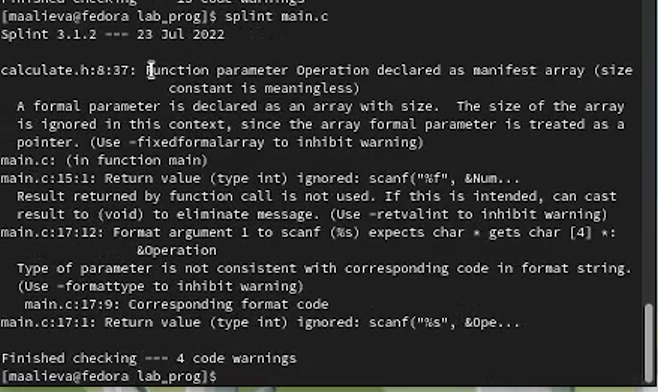 Finished checking --- 15 code warnings
[maalieva@fedora lab_prog]$ splint main.c
Splint 3.1.2 --- 23 Jul 2022
calculate.h:8:37: Function parameter Operation declared as manifest array (size
constant is meaningless)
A formal parameter is declared as an array with size.  The size of the array
is ignored in this context, since the array formal parameter is treated as a
pointer. (Use -fixedformalarray to inhibit warning)
main.c: (in function main)
main.c:15:1: Return value (type int) ignored: scanf("%f", &Num...
Result returned by function call is not used. If this is intended, can cast
result to (void) to eliminate message. (Use -retvalint to inhibit warning)
main.c:17:12: Format argument 1 to scanf (%s) expects char * gets char [4] *:
&Operation
Type of parameter is not consistent with corresponding code in format string.
(Use -formattype to inhibit warning)
main.c:17:9: Corresponding format code
main.c:17:1: Return value (type int) ignored: scanf("%s", &Ope...
Finished checking --- 4 code warnings
[maalieva@fedora lab_prog]$